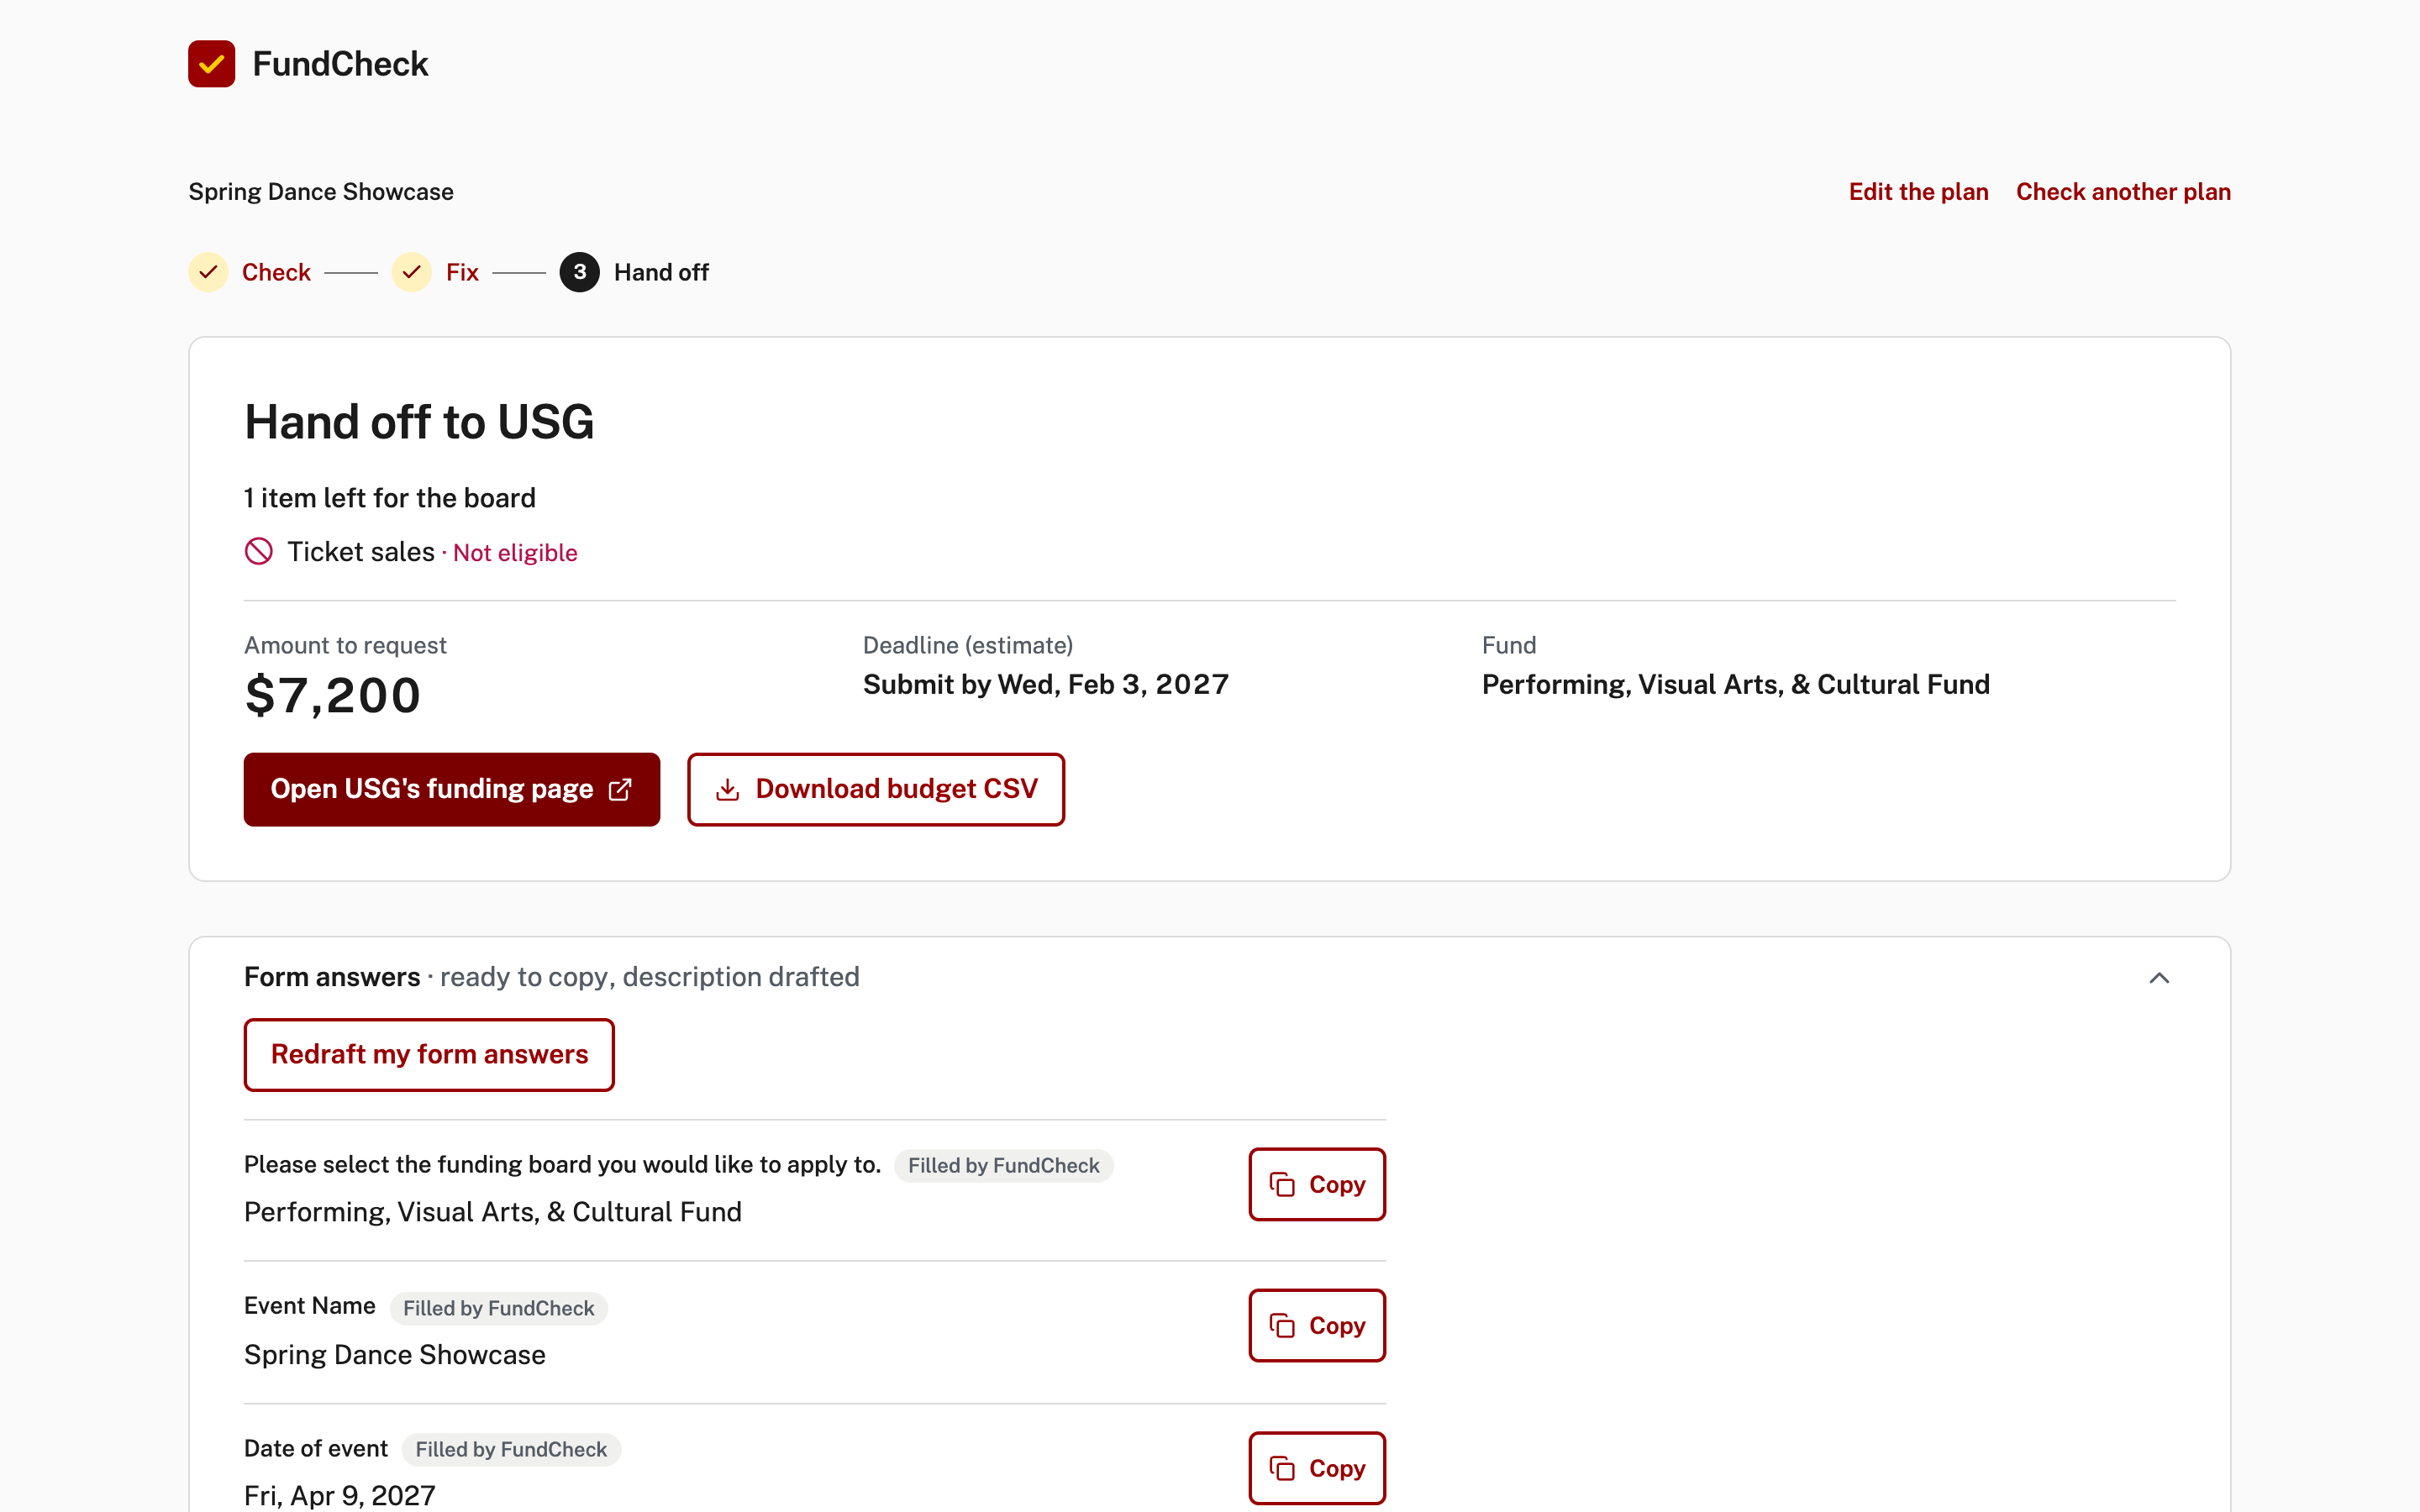 FundCheck
Spring Dance Showcase
Edit the plan
Check another plan
Check
Fix
3 Hand off
Hand off to USG
1 item left for the board
Ticket sales · Not eligible
Amount to request
$7,200
Deadline (estimate)
Submit by Wed, Feb 3, 2027
Fund
Performing, Visual Arts, & Cultural Fund
Open USG's funding page
Download budget CSV
Form answers · ready to copy, description drafted
Redraft my form answers
Please select the funding board you would like to apply to. Filled by FundCheck
Performing, Visual Arts, & Cultural Fund
Copy
Event Name Filled by FundCheck
Spring Dance Showcase
Copy
Date of event Filled by FundCheck
Fri, Apr 9, 2027
Copy